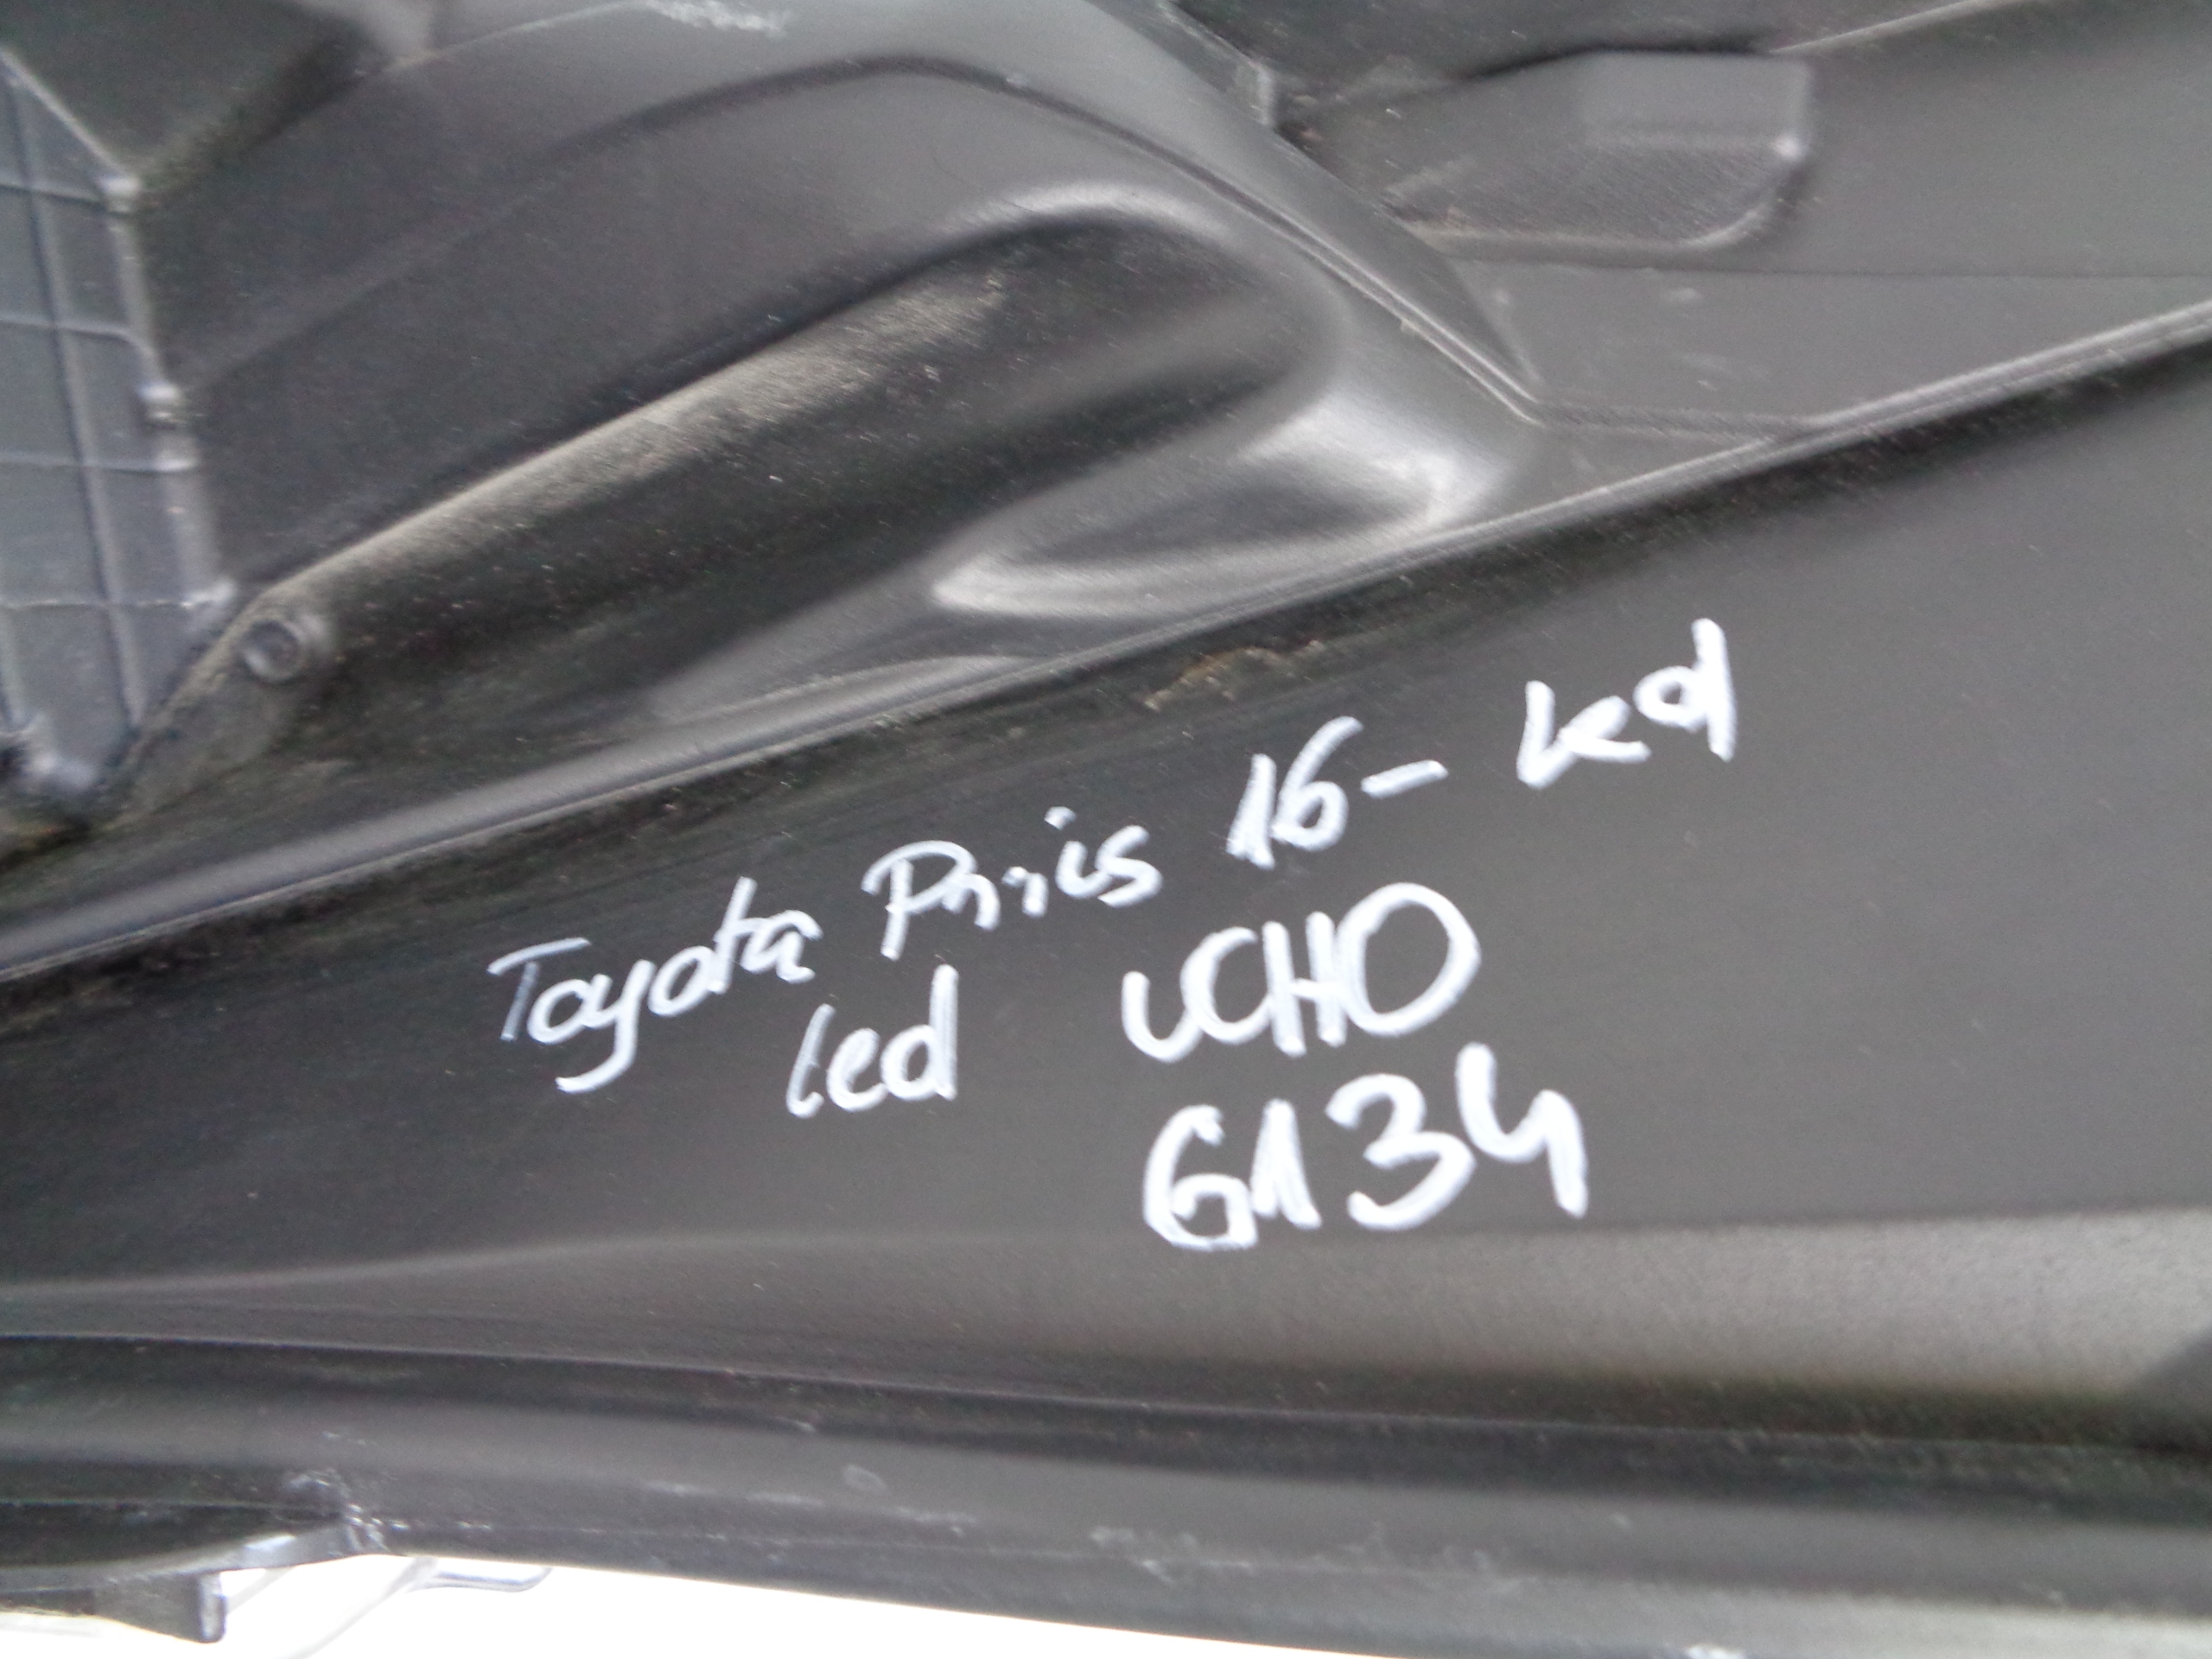 Toyota Prius 16- Led
led UCHO
G134